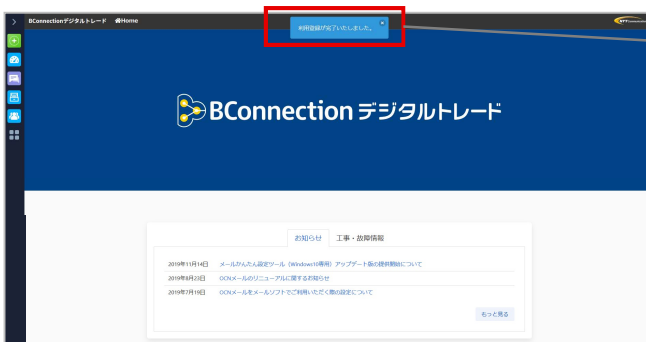 BConnectionデジタルトレード Home
利用登録が完了いたしました。
BConnection デジタルトレード
お知らせ 工事・故障情報
2019年11月14日 メールかんたん設定ツール（Windows10専用）アップデート版の提供開始について
2019年8月23日 OCNメールのリニューアルに関するお知らせ
2019年7月19日 OCNメールをメールソフトでご利用いただく際の設定について
もっと見る